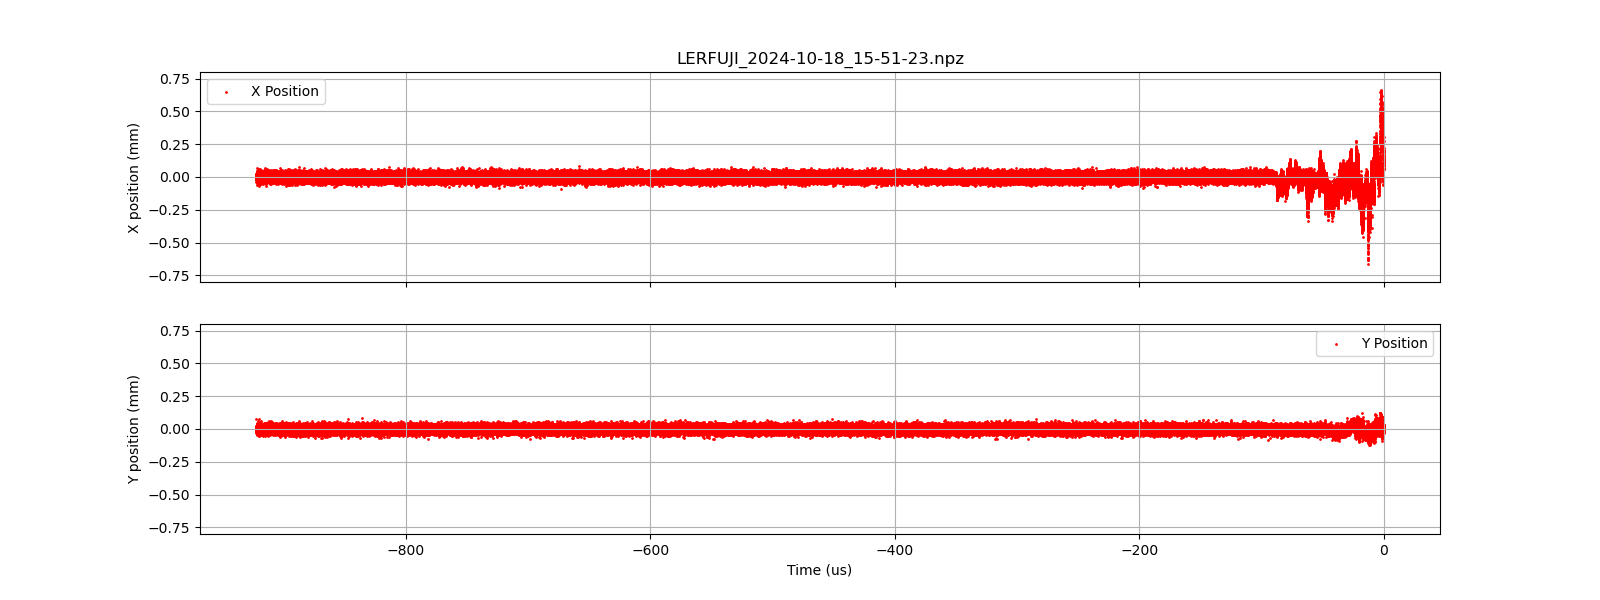 LERFUJI_2024-10-18_15-51-23.npz
X position (mm)
0.75
0.50
0.25
0.00
−0.25
−0.50
−0.75
X Position
Y position (mm)
0.75
0.50
0.25
0.00
−0.25
−0.50
−0.75
Y Position
−800 −600 −400 −200 0
Time (us)